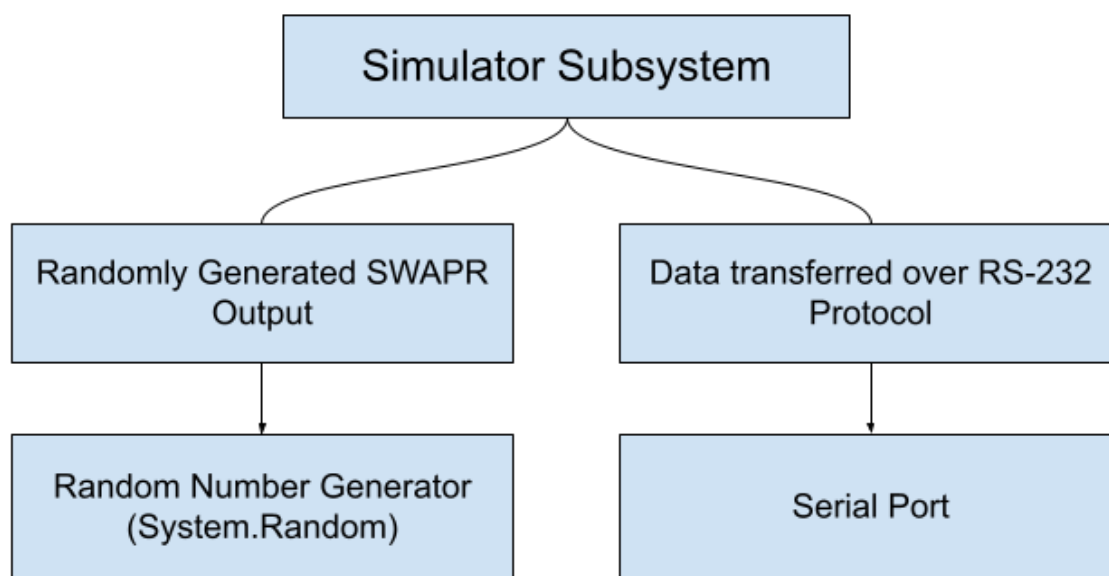 Simulator Subsystem
Randomly Generated SWAPR
Output
Data transferred over RS-232
Protocol
Random Number Generator
(System.Random)
Serial Port